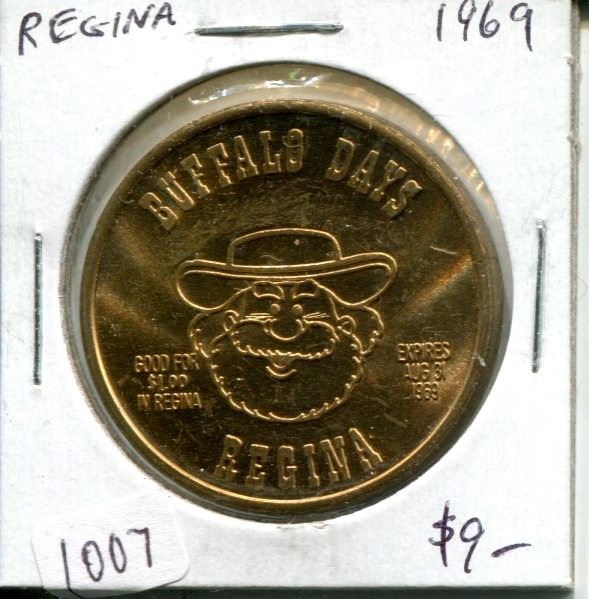 REGINA 1969
BUFFALO DAYS
GOOD FOR
$1.00
IN REGINA
EXPIRES
AUG 31
1969
REGINA
1007
$9-